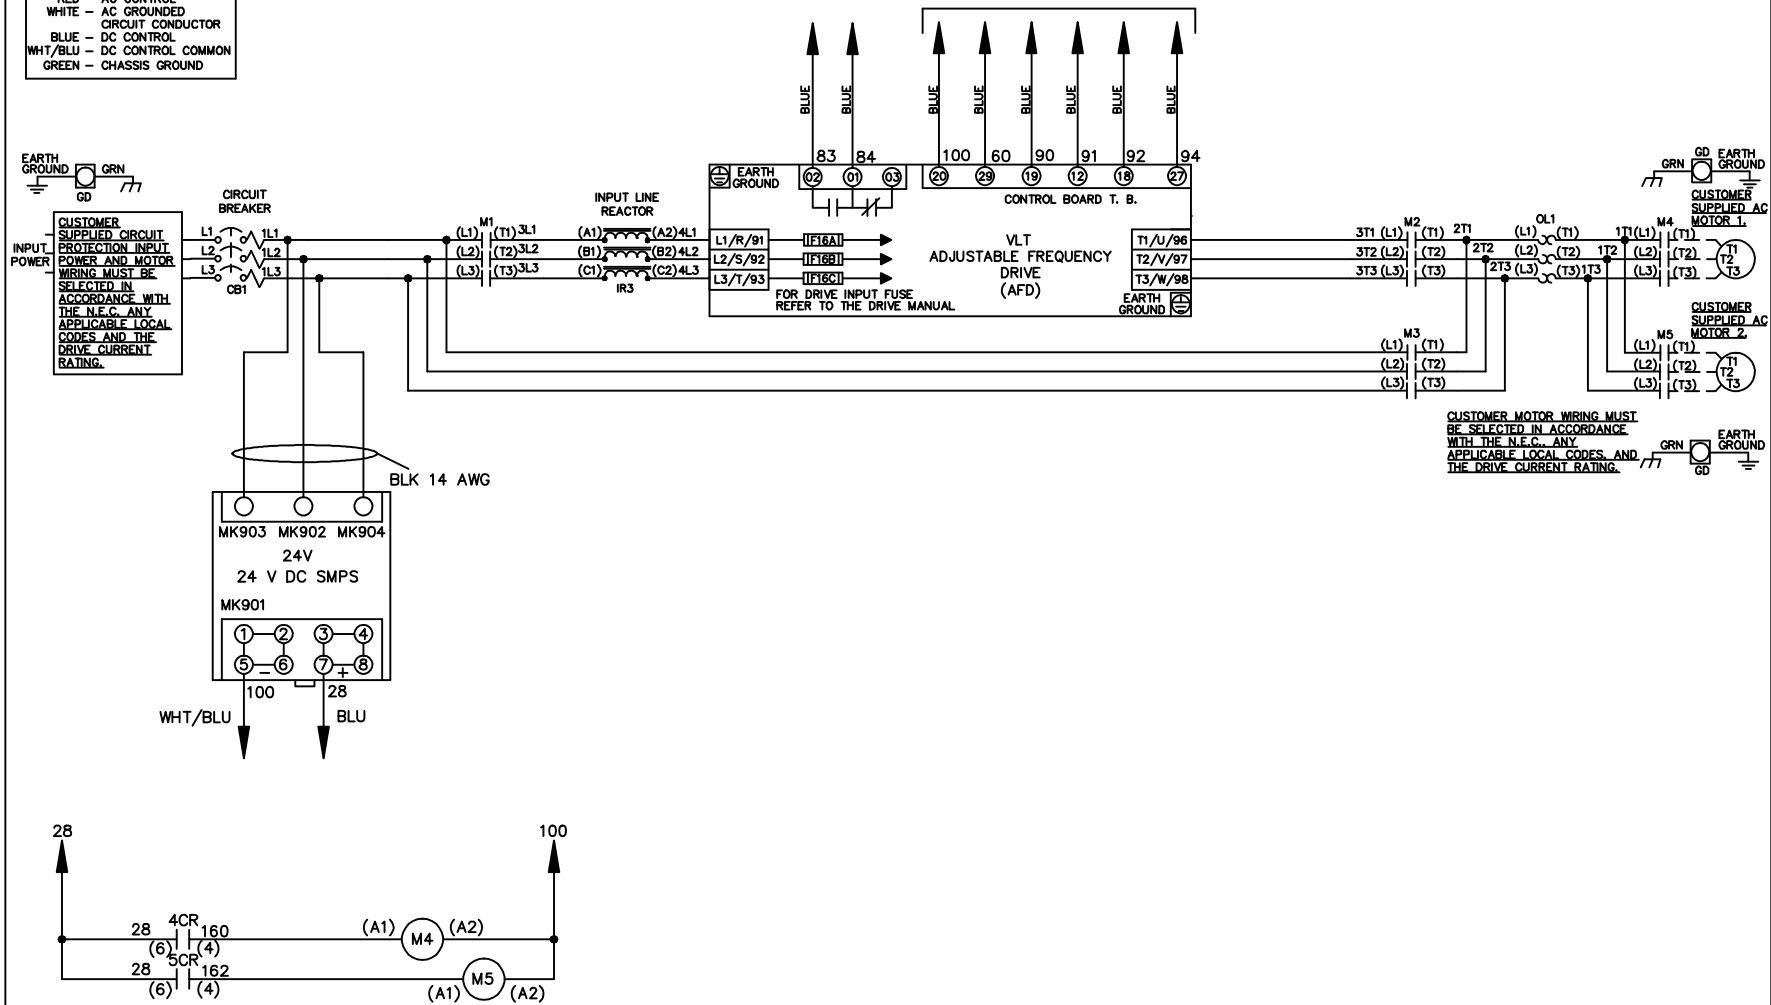 WHITE – AC GROUNDED
CIRCUIT CONDUCTOR
BLUE – DC CONTROL
WHT/BLU – DC CONTROL COMMON
GREEN – CHASSIS GROUND
BLUE BLUE BLUE BLUE BLUE BLUE BLUE BLUE
83 84 100 60 90 91 92 94
EARTH
GROUND
GRN
GD
EARTH
GROUND
02 01 03 20 29 19 12 18 27
CONTROL BOARD T. B.
GD
GRN
EARTH
GROUND
CUSTOMER
SUPPLIED AC
MOTOR 1.
CIRCUIT
BREAKER
INPUT LINE
REACTOR
INPUT
POWER
CUSTOMER
SUPPLIED CIRCUIT
PROTECTION INPUT
POWER AND MOTOR
WIRING MUST BE
SELECTED IN
ACCORDANCE WITH
THE N.E.C. ANY
APPLICABLE LOCAL
CODES AND THE
DRIVE CURRENT
RATING.
M1
M2
OL1
M4
L1 1L1 (L1) (T1) 3L1 (A1) (A2) 4L1 L1/R/91 F16A T1/U/96 3T1 (L1) (T1) 2T1 (L1) (T1) 1T1 (L1) (T1) T1
L2 1L2 (L2) (T2) 3L2 (B1) (B2) 4L2 L2/S/92 F16B T2/V/97 3T2 (L2) (T2) 2T2 (L2) (T2) 1T2 (L2) (T2) T2
L3 1L3 (L3) (T3) 3L3 (C1) (C2) 4L3 L3/T/93 F16C T3/W/98 3T3 (L3) (T3) 2T3 (L3) (T3) 1T3 (L3) (T3) T3
CB1
IR3
VLT
ADJUSTABLE FREQUENCY
DRIVE
(AFD)
FOR DRIVE INPUT FUSE
REFER TO THE DRIVE MANUAL
EARTH
GROUND
CUSTOMER
SUPPLIED AC
MOTOR 2.
M3
M5
(L1) (T1) (L1) (T1) T1
(L2) (T2) (L2) (T2) T2
(L3) (T3) (L3) (T3) T3
CUSTOMER MOTOR WIRING MUST
BE SELECTED IN ACCORDANCE
WITH THE N.E.C., ANY
APPLICABLE LOCAL CODES, AND
THE DRIVE CURRENT RATING.
GRN
GD
EARTH
GROUND
BLK 14 AWG
MK903 MK902 MK904
24V
24 V DC SMPS
MK901
1 2 3 4
5 – 6 7 + 8
100 28
WHT/BLU BLU
28 100
4CR
28 160 (A1) M4 (A2)
(6) (4)
5CR
28 162 M5
(6) (4) (A1) (A2)